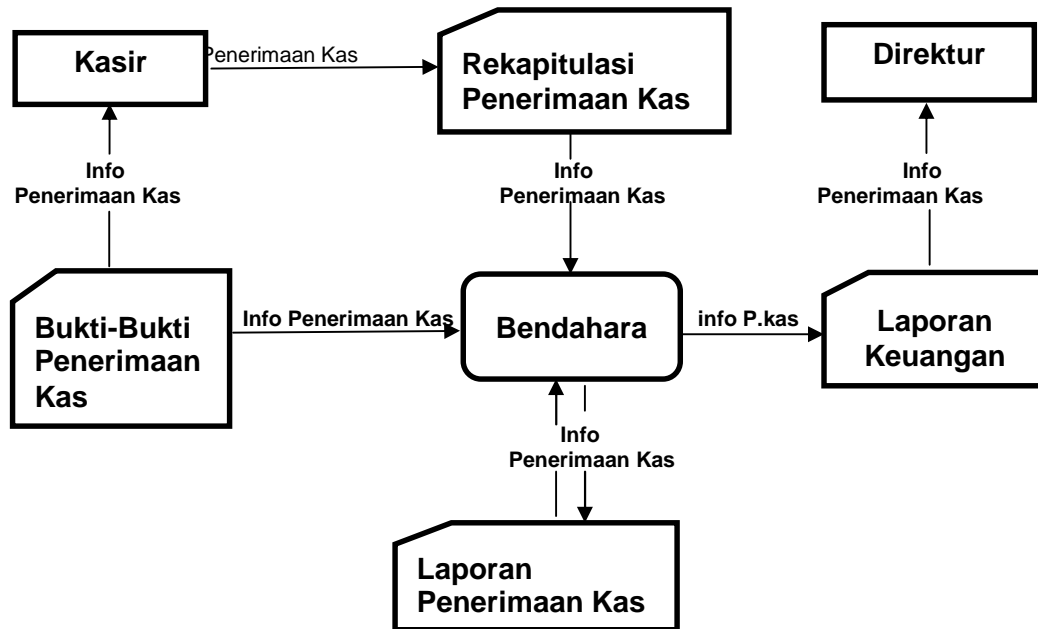 Kasir
Penerimaan Kas
Rekapitulasi
Penerimaan Kas
Direktur
Info
Penerimaan Kas
Info
Penerimaan Kas
Info
Penerimaan Kas
Bukti-Bukti
Penerimaan
Kas
Info Penerimaan Kas
Bendahara
info P.kas
Laporan
Keuangan
Info
Penerimaan Kas
Laporan
Penerimaan Kas